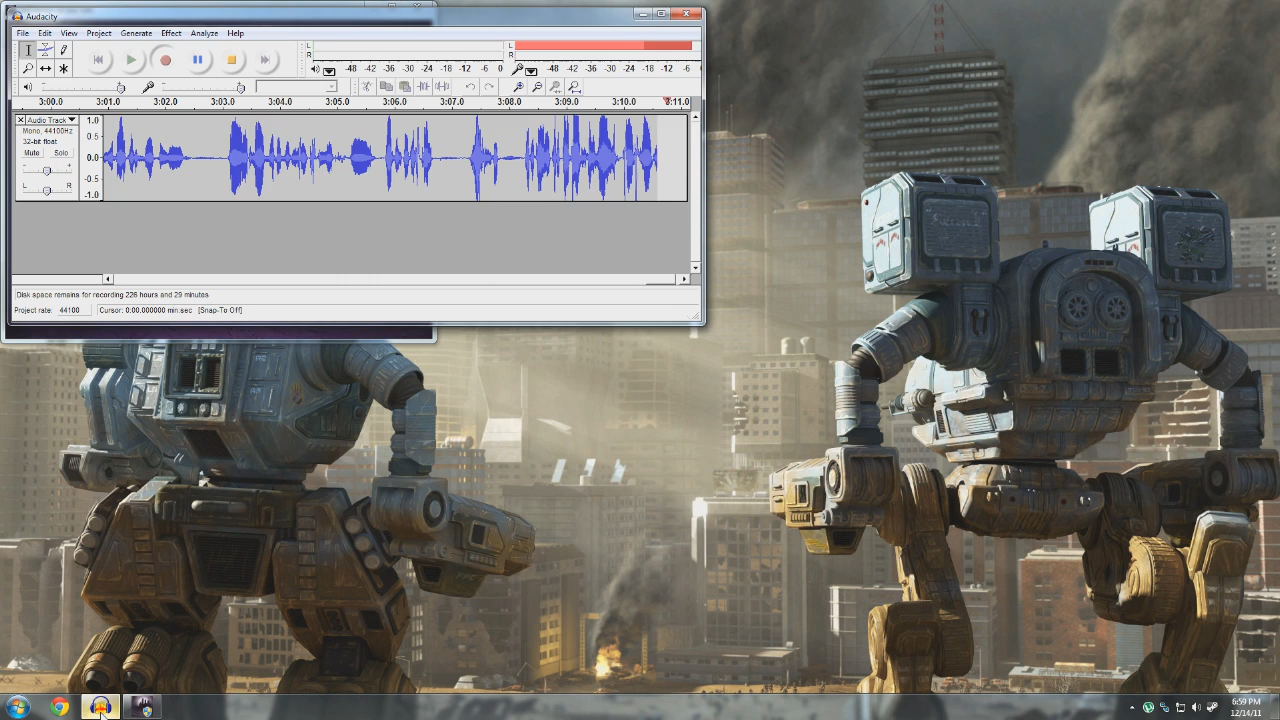 Audacity
File Edit View Project Generate Effect Analyze Help
L
R
-48 -42 -36 -30 -24 -18 -12 -6 0
L
R
-48 -42 -36 -30 -24 -18 -12 -6
3:00.0 3:01.0 3:02.0 3:03.0 3:04.0 3:05.0 3:06.0 3:07.0 3:08.0 3:09.0 3:10.0 3:11.0
Audio Track
Mono, 44100Hz
32-bit float
Mute Solo
- +
L R
1.0
0.5
0.0
-0.5
-1.0
Disk space remains for recording 226 hours and 29 minutes
Project rate: 44100 Cursor: 0:00.000000 min:sec [Snap-To Off]
6:59 PM
12/14/11